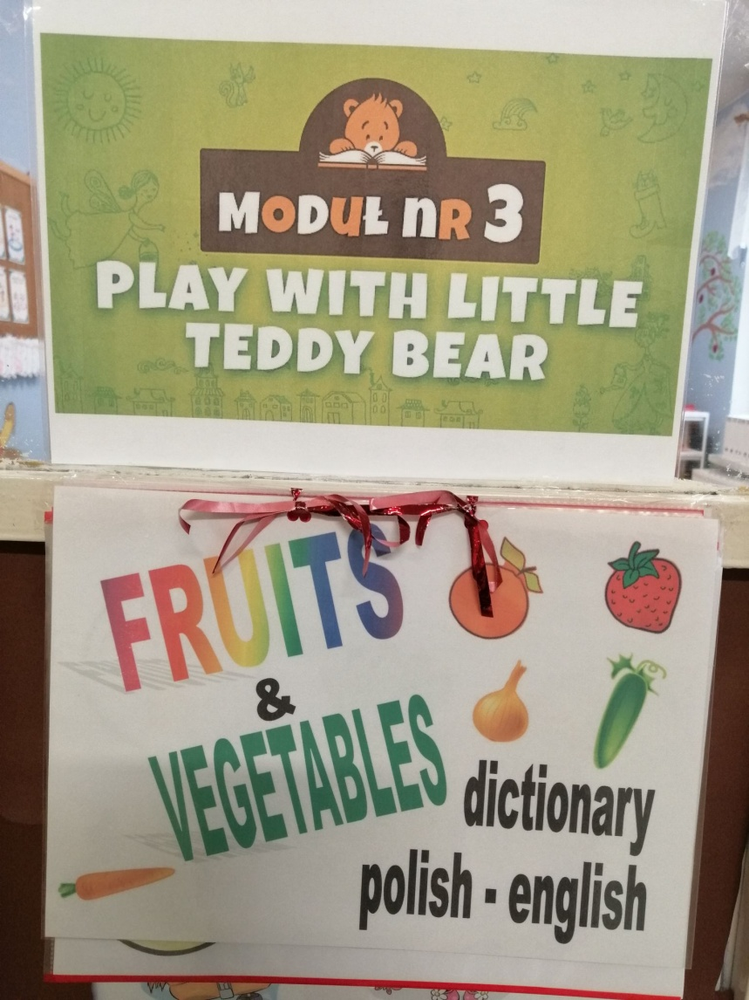 MODUŁ nR 3
PLAY WITH LITTLE
TEDDY BEAR
FRUITS
&
VEGETABLES
dictionary
polish - english